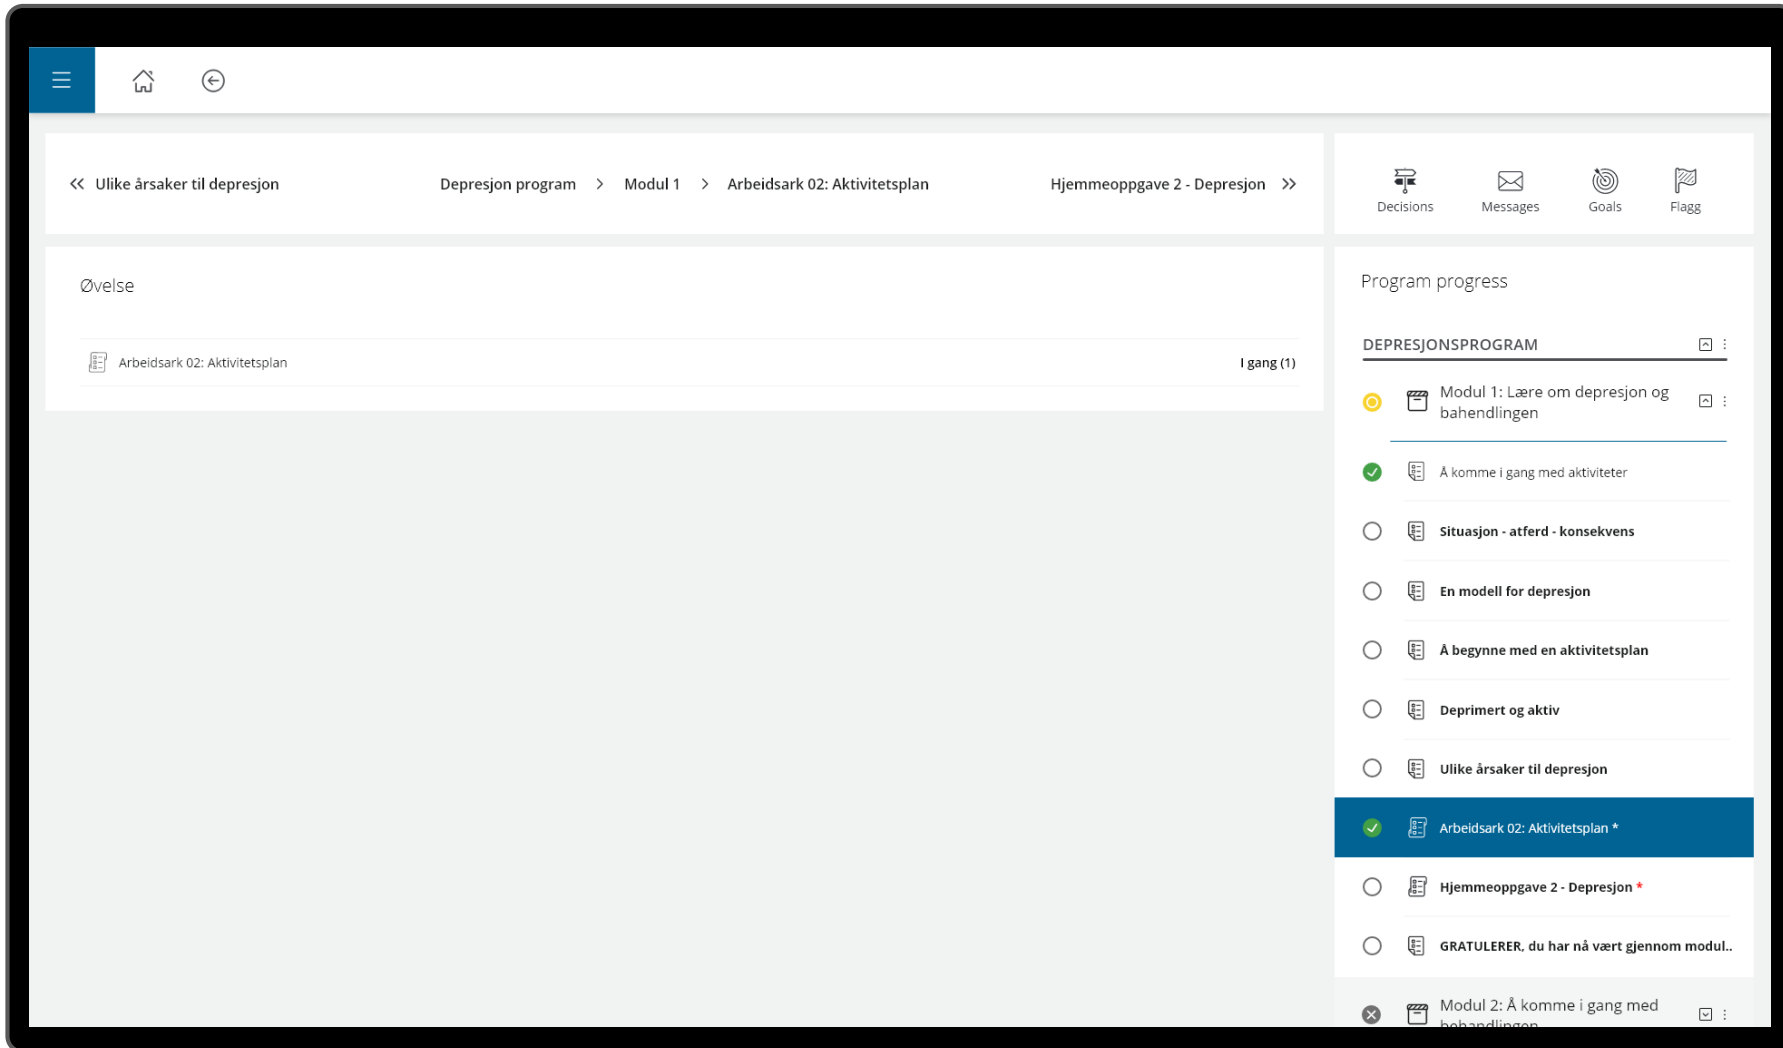 Ulike årsaker til depresjon
Depresjon program > Modul 1 > Arbeidsark 02: Aktivitetsplan
Hjemmeoppgave 2 - Depresjon
Decisions
Messages
Goals
Flagg
Øvelse
Arbeidsark 02: Aktivitetsplan
I gang (1)
Program progress
DEPRESJONSPROGRAM
Modul 1: Lære om depresjon og
bahendlingen
Å komme i gang med aktiviteter
Situasjon - atferd - konsekvens
En modell for depresjon
Å begynne med en aktivitetsplan
Deprimert og aktiv
Ulike årsaker til depresjon
Arbeidsark 02: Aktivitetsplan *
Hjemmeoppgave 2 - Depresjon *
GRATULERER, du har nå vært gjennom modul..
Modul 2: Å komme i gang med
behandlingen